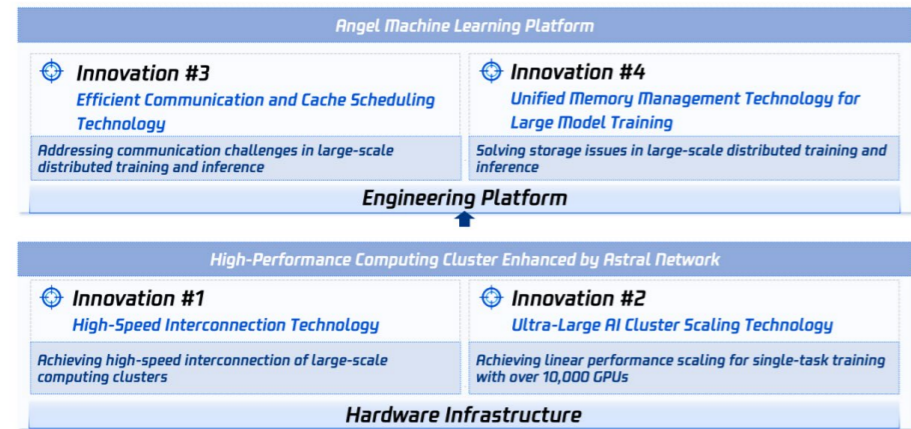 Angel Machine Learning Platform
Innovation #3
Efficient Communication and Cache Scheduling
Technology
Addressing communication challenges in large-scale
distributed training and inference
Innovation #4
Unified Memory Management Technology for
Large Model Training
Solving storage issues in large-scale distributed training and
inference
Engineering Platform
High-Performance Computing Cluster Enhanced by Astral Network
Innovation #1
High-Speed Interconnection Technology
Achieving high-speed interconnection of large-scale
computing clusters
Innovation #2
Ultra-Large AI Cluster Scaling Technology
Achieving linear performance scaling for single-task training
with over 10,000 GPUs
Hardware Infrastructure